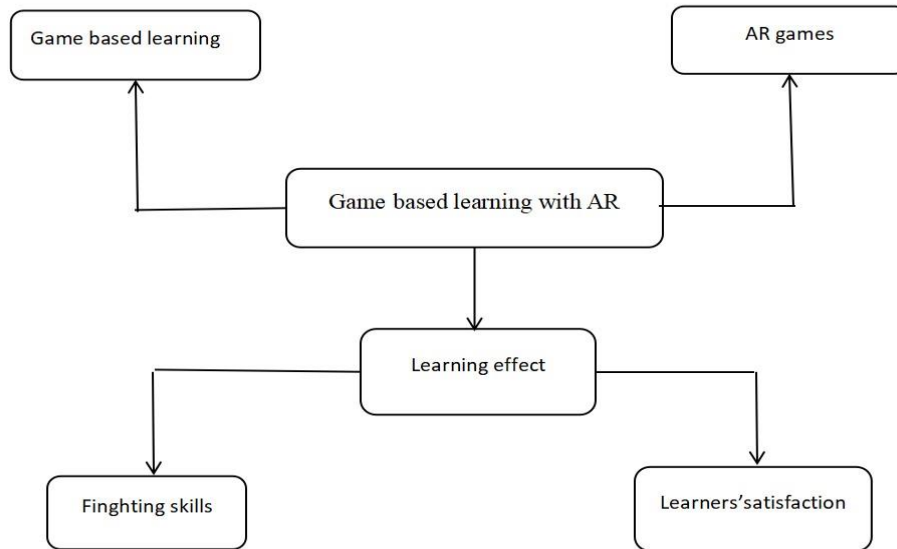 Game based learning
AR games
Game based learning with AR
Learning effect
Finghting skills
Learners'satisfaction